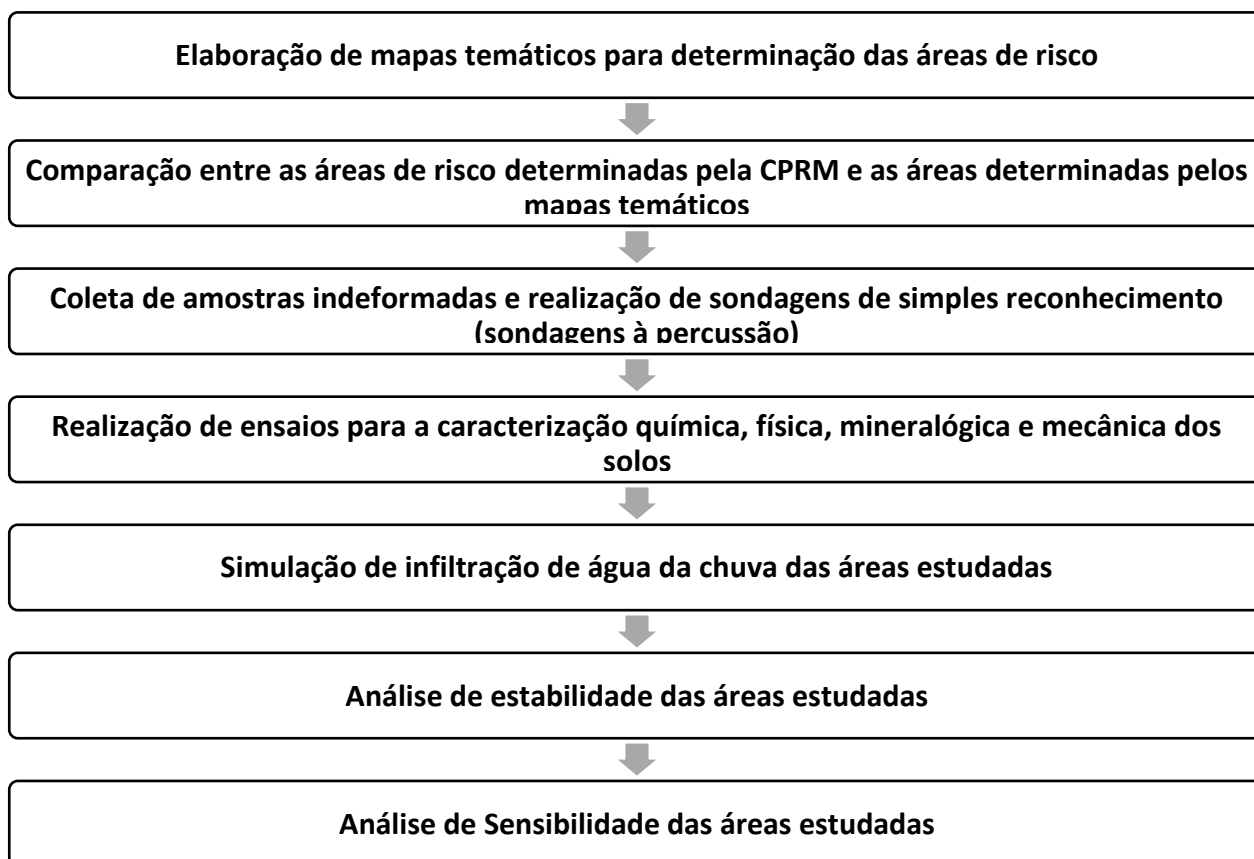 Elaboração de mapas temáticos para determinação das áreas de risco
Comparação entre as áreas de risco determinadas pela CPRM e as áreas determinadas pelos
mapas temáticos
Coleta de amostras indeformadas e realização de sondagens de simples reconhecimento
(sondagens à percussão)
Realização de ensaios para a caracterização química, física, mineralógica e mecânica dos
solos
Simulação de infiltração de água da chuva das áreas estudadas
Análise de estabilidade das áreas estudadas
Análise de Sensibilidade das áreas estudadas